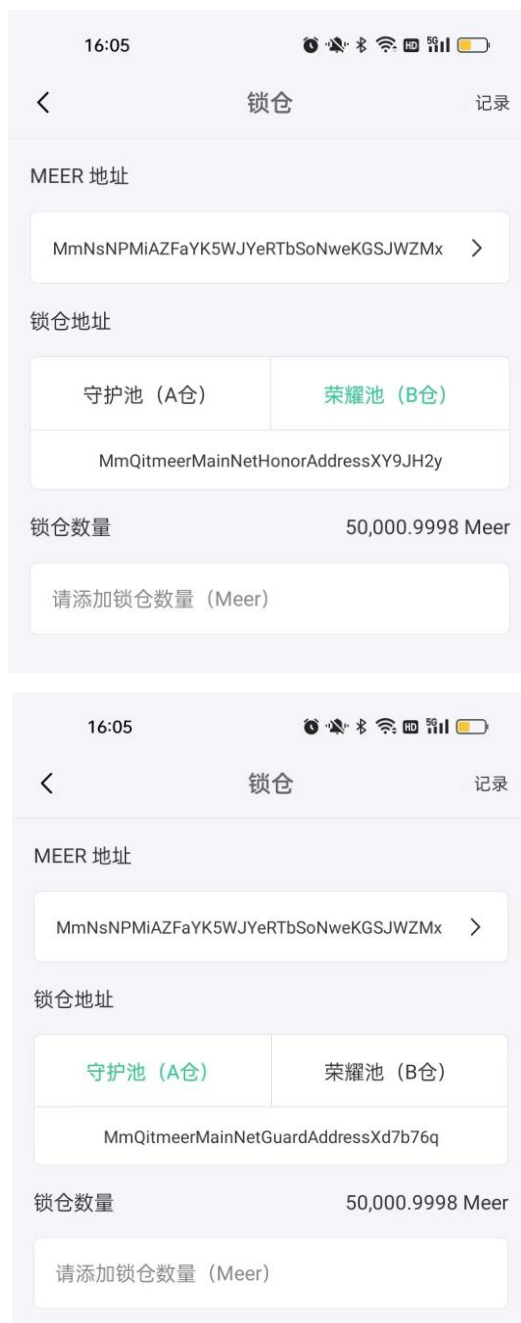 16:05 HD 5G
锁仓 记录
MEER 地址
MmNsNPMiAZFaYK5WJYeRTbSoNweKGSJWZMx
锁仓地址
守护池（A仓） 荣耀池（B仓）
MmQitmeerMainNetHonorAddressXY9JH2y
锁仓数量 50,000.9998 Meer
请添加锁仓数量（Meer）
16:05 HD 5G
锁仓 记录
MEER 地址
MmNsNPMiAZFaYK5WJYeRTbSoNweKGSJWZMx
锁仓地址
守护池（A仓） 荣耀池（B仓）
MmQitmeerMainNetGuardAddressXd7b76q
锁仓数量 50,000.9998 Meer
请添加锁仓数量（Meer）